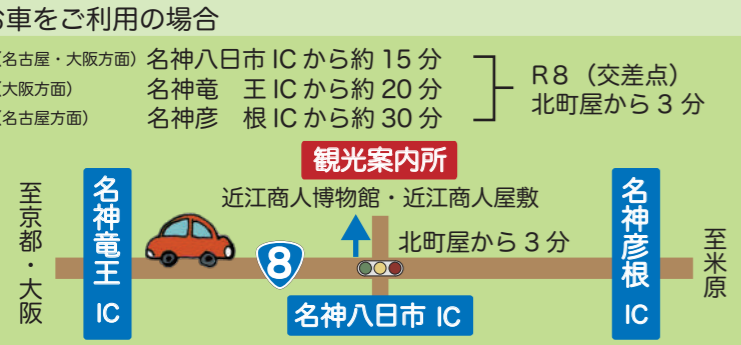 お車をご利用の場合
(名古屋・大阪方面) 名神八日市 IC から約 15 分
(大阪方面) 名神竜 王 IC から約 20 分
(名古屋方面) 名神彦 根 IC から約 30 分
R8 (交差点)
北町屋から 3 分
観光案内所
近江商人博物館・近江商人屋敷
至京都・大阪
名神竜王 IC
8
北町屋から 3 分
名神八日市 IC
名神彦根 IC
至米原